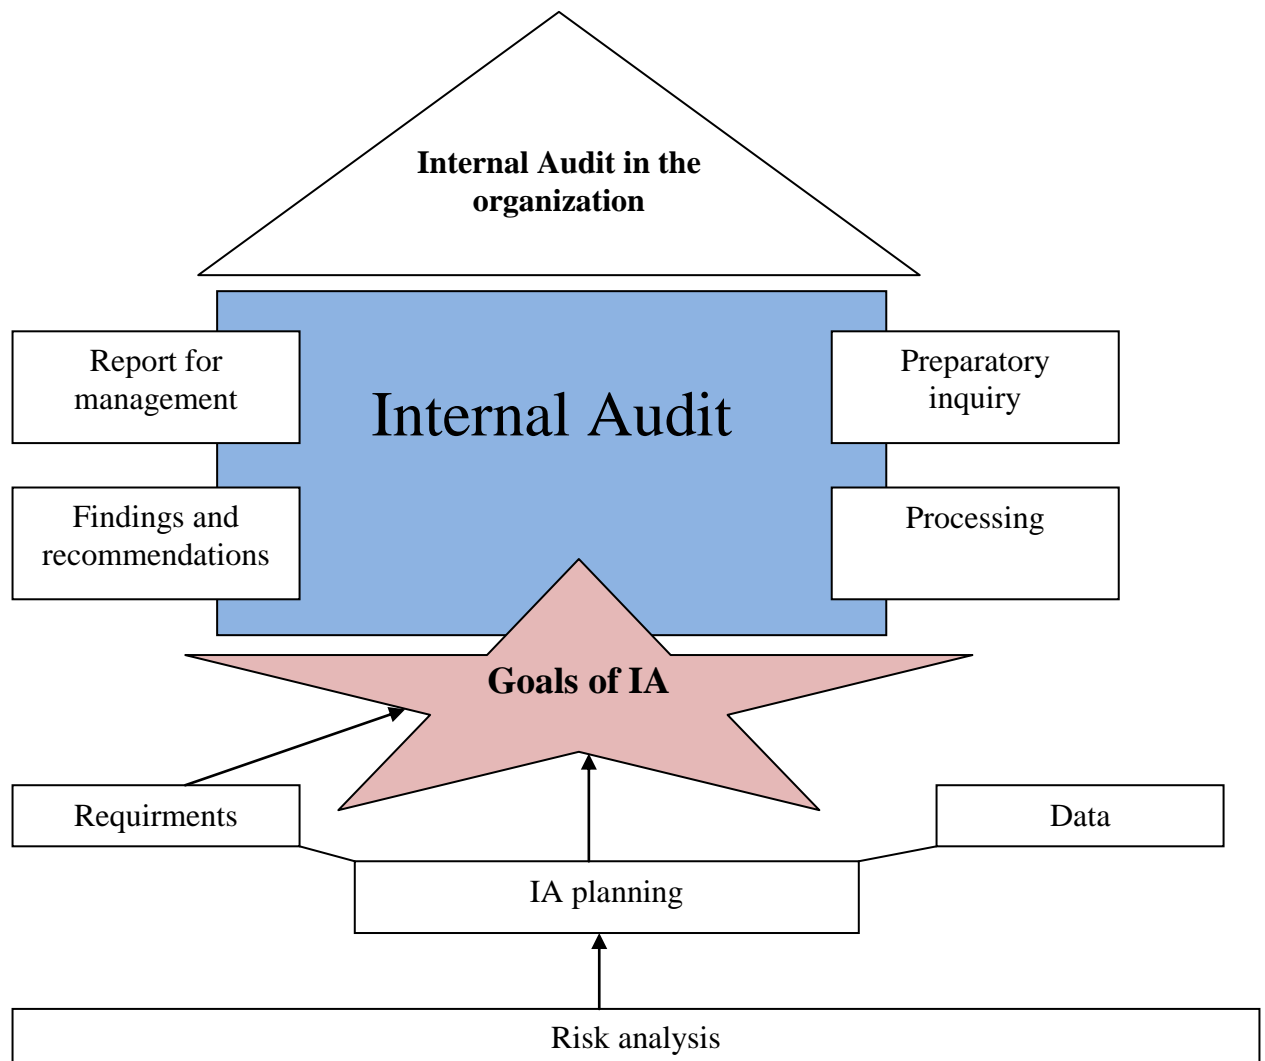 Internal Audit in the
organization
Report for
management
Internal Audit
Preparatory
inquiry
Findings and
recommendations
Processing
Goals of IA
Requirments
Data
IA planning
Risk analysis